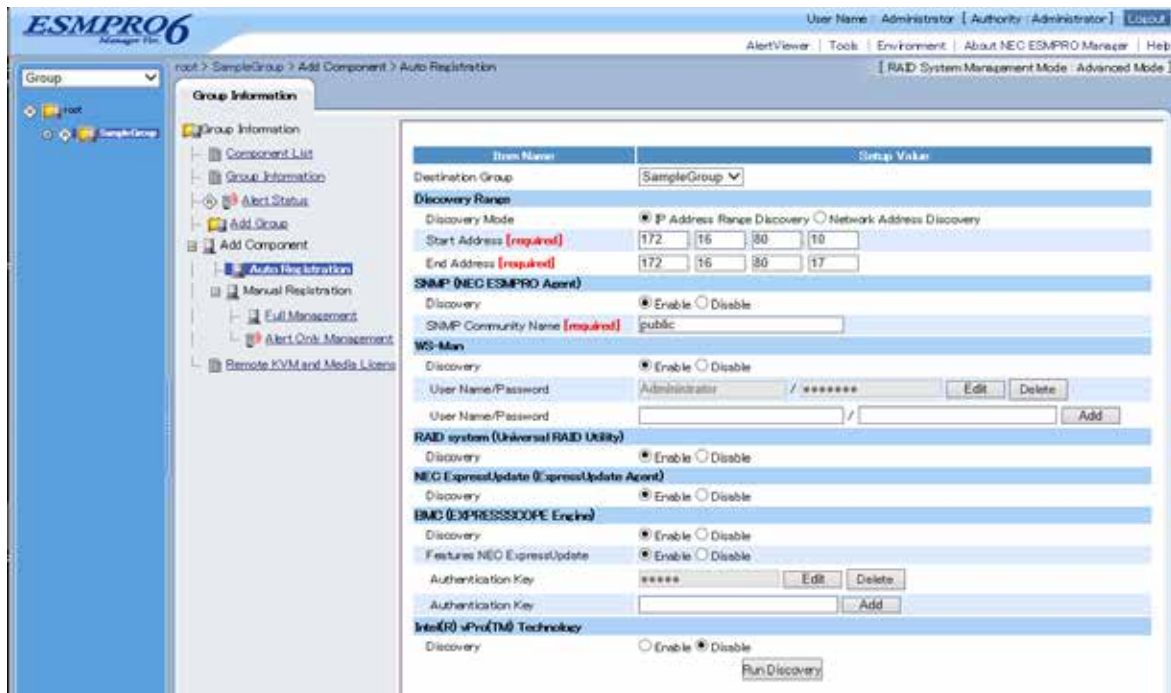 ESMPRO6
Manager Ver.
User Name : Administrator [ Authority : Administrator ] Logout
AlertViewer | Tools | Environment | About NEC ESMPRO Manager | Help
Group
root > SampleGroup > Add Component > Auto Registration
[ RAID System Management Mode : Advanced Mode ]
root
SampleGroup
Group Information
Group Information
Component List
Group Information
Alert Status
Add Group
Add Component
Auto Registration
Manual Registration
Full Management
Alert Only Management
Remote KVM and Media Licens
Item Name Setup Value
Destination Group SampleGroup
Discovery Range
Discovery Mode IP Address Range Discovery Network Address Discovery
Start Address [required] 172 . 16 . 80 . 10
End Address [required] 172 . 16 . 80 . 17
SNMP (NEC ESMPRO Agent)
Discovery Enable Disable
SNMP Community Name [required] public
WS-Man
Discovery Enable Disable
User Name/Password Administrator / ******* Edit Delete
User Name/Password / Add
RAID system (Universal RAID Utility)
Discovery Enable Disable
NEC ExpressUpdate (ExpressUpdate Agent)
Discovery Enable Disable
BMC (EXPRESSSCOPE Engine)
Discovery Enable Disable
Features NEC ExpressUpdate Enable Disable
Authentication Key ***** Edit Delete
Authentication Key Add
Intel(R) vPro(TM) Technology
Discovery Enable Disable
Run Discovery